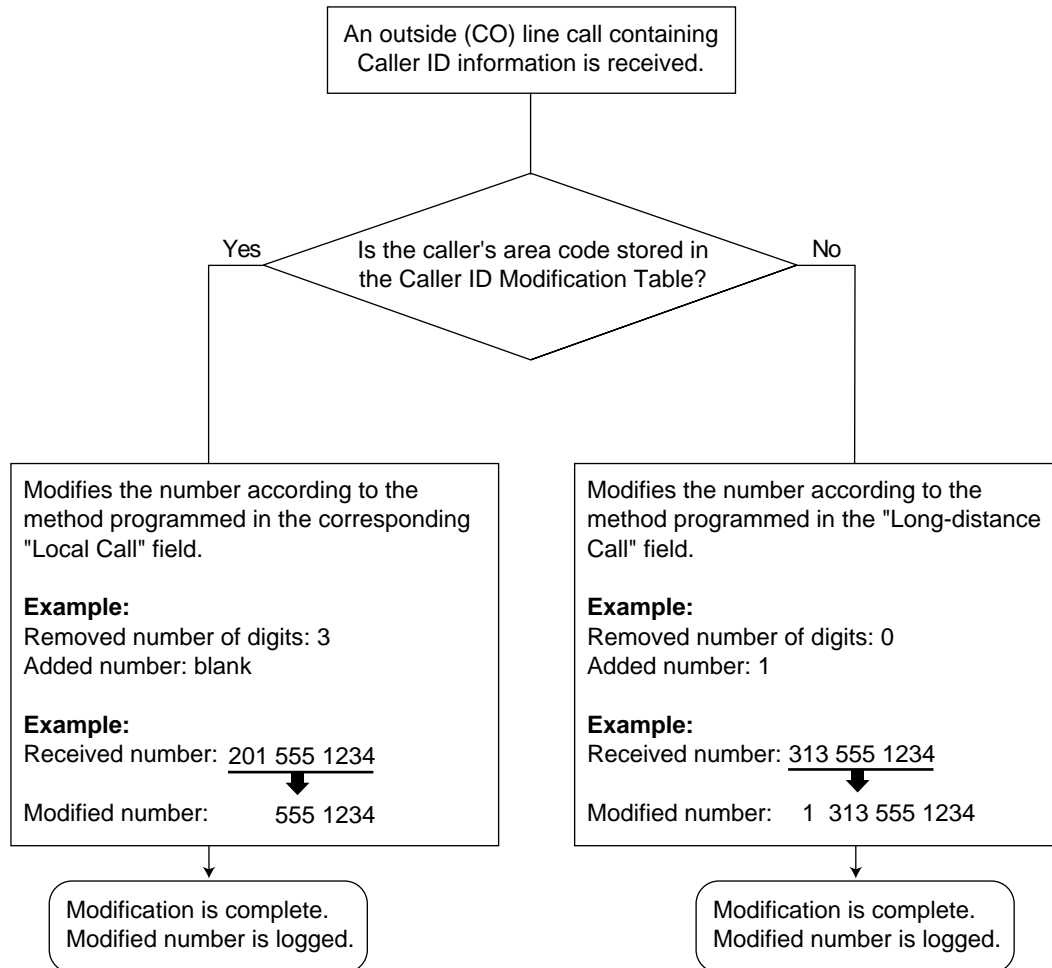 An outside (CO) line call containing
Caller ID information is received.
Is the caller's area code stored in
the Caller ID Modification Table?
Yes
No
Modifies the number according to the
method programmed in the corresponding
"Local Call" field.
Example:
Removed number of digits: 3
Added number: blank
Example:
Received number: 201 555 1234
Modified number: 555 1234
Modification is complete.
Modified number is logged.
Modifies the number according to the
method programmed in the "Long-distance
Call" field.
Example:
Removed number of digits: 0
Added number: 1
Example:
Received number: 313 555 1234
Modified number: 1 313 555 1234
Modification is complete.
Modified number is logged.